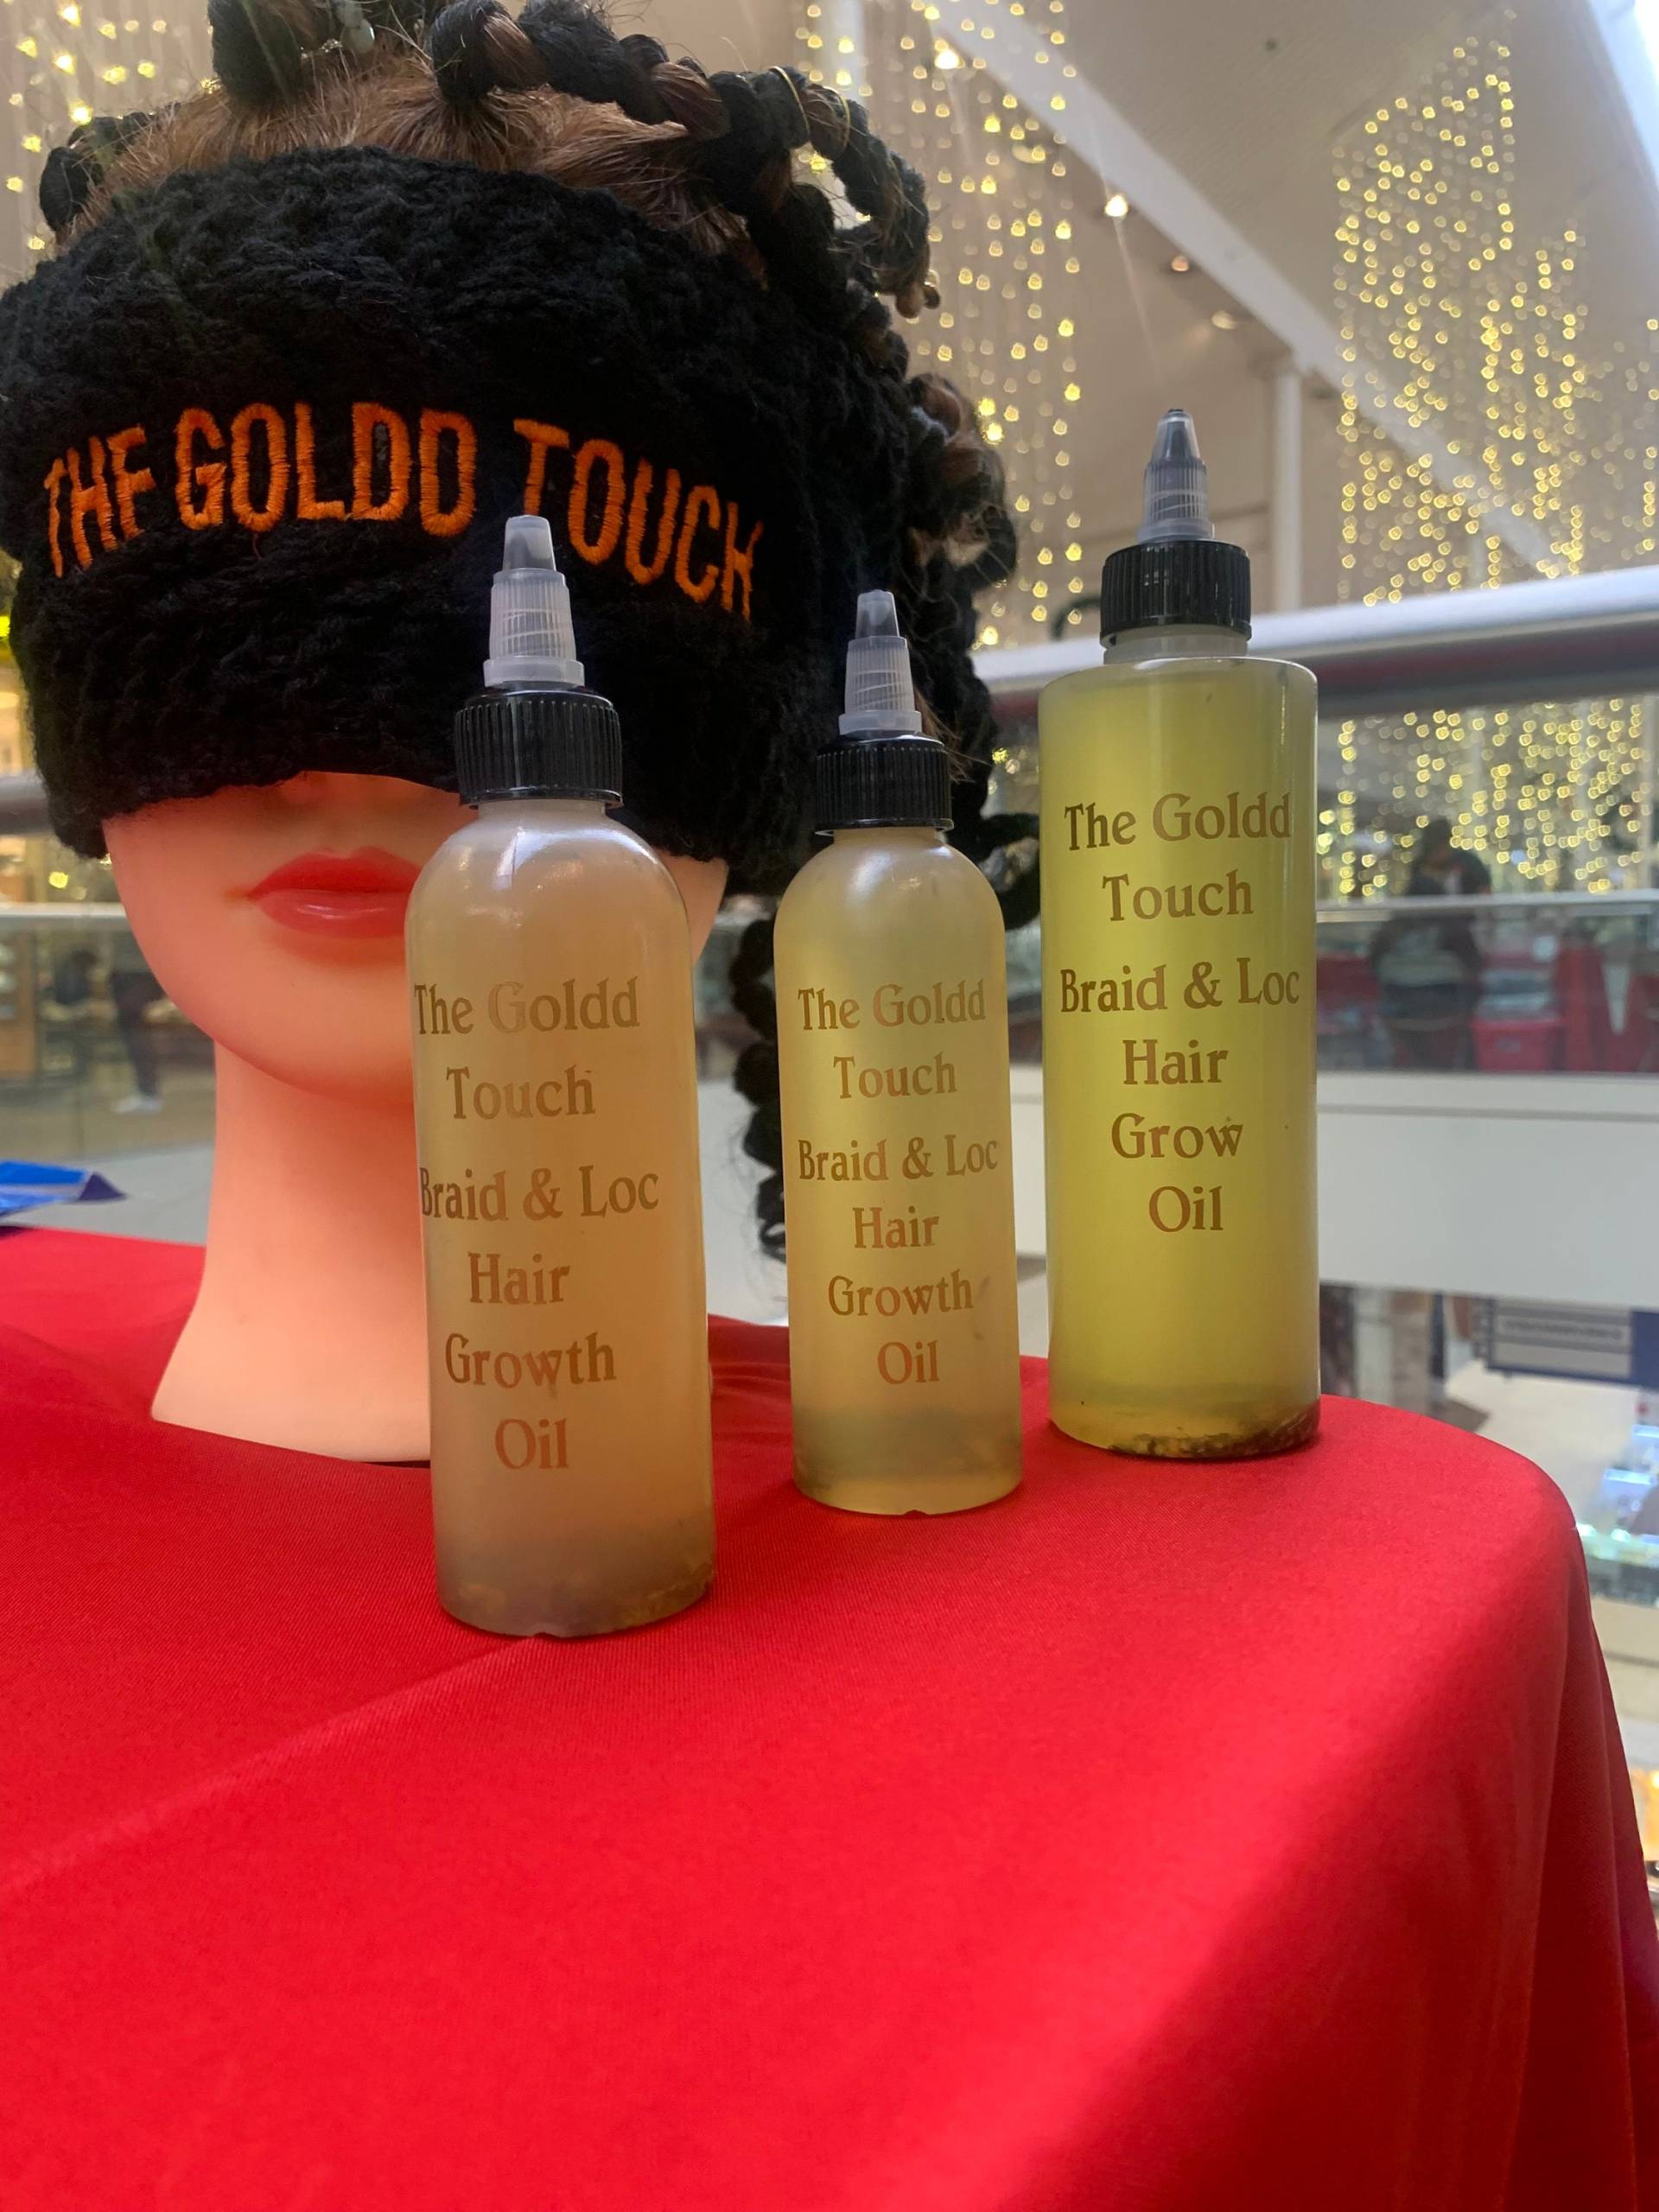 THE GOLDD TOUCH
The Goldd
Touch
Braid & Loc
Hair
Growth
Oil
The Goldd
Touch
Braid & Loc
Hair
Growth
Oil
The Goldd
Touch
Braid & Loc
Hair
Grow
Oil